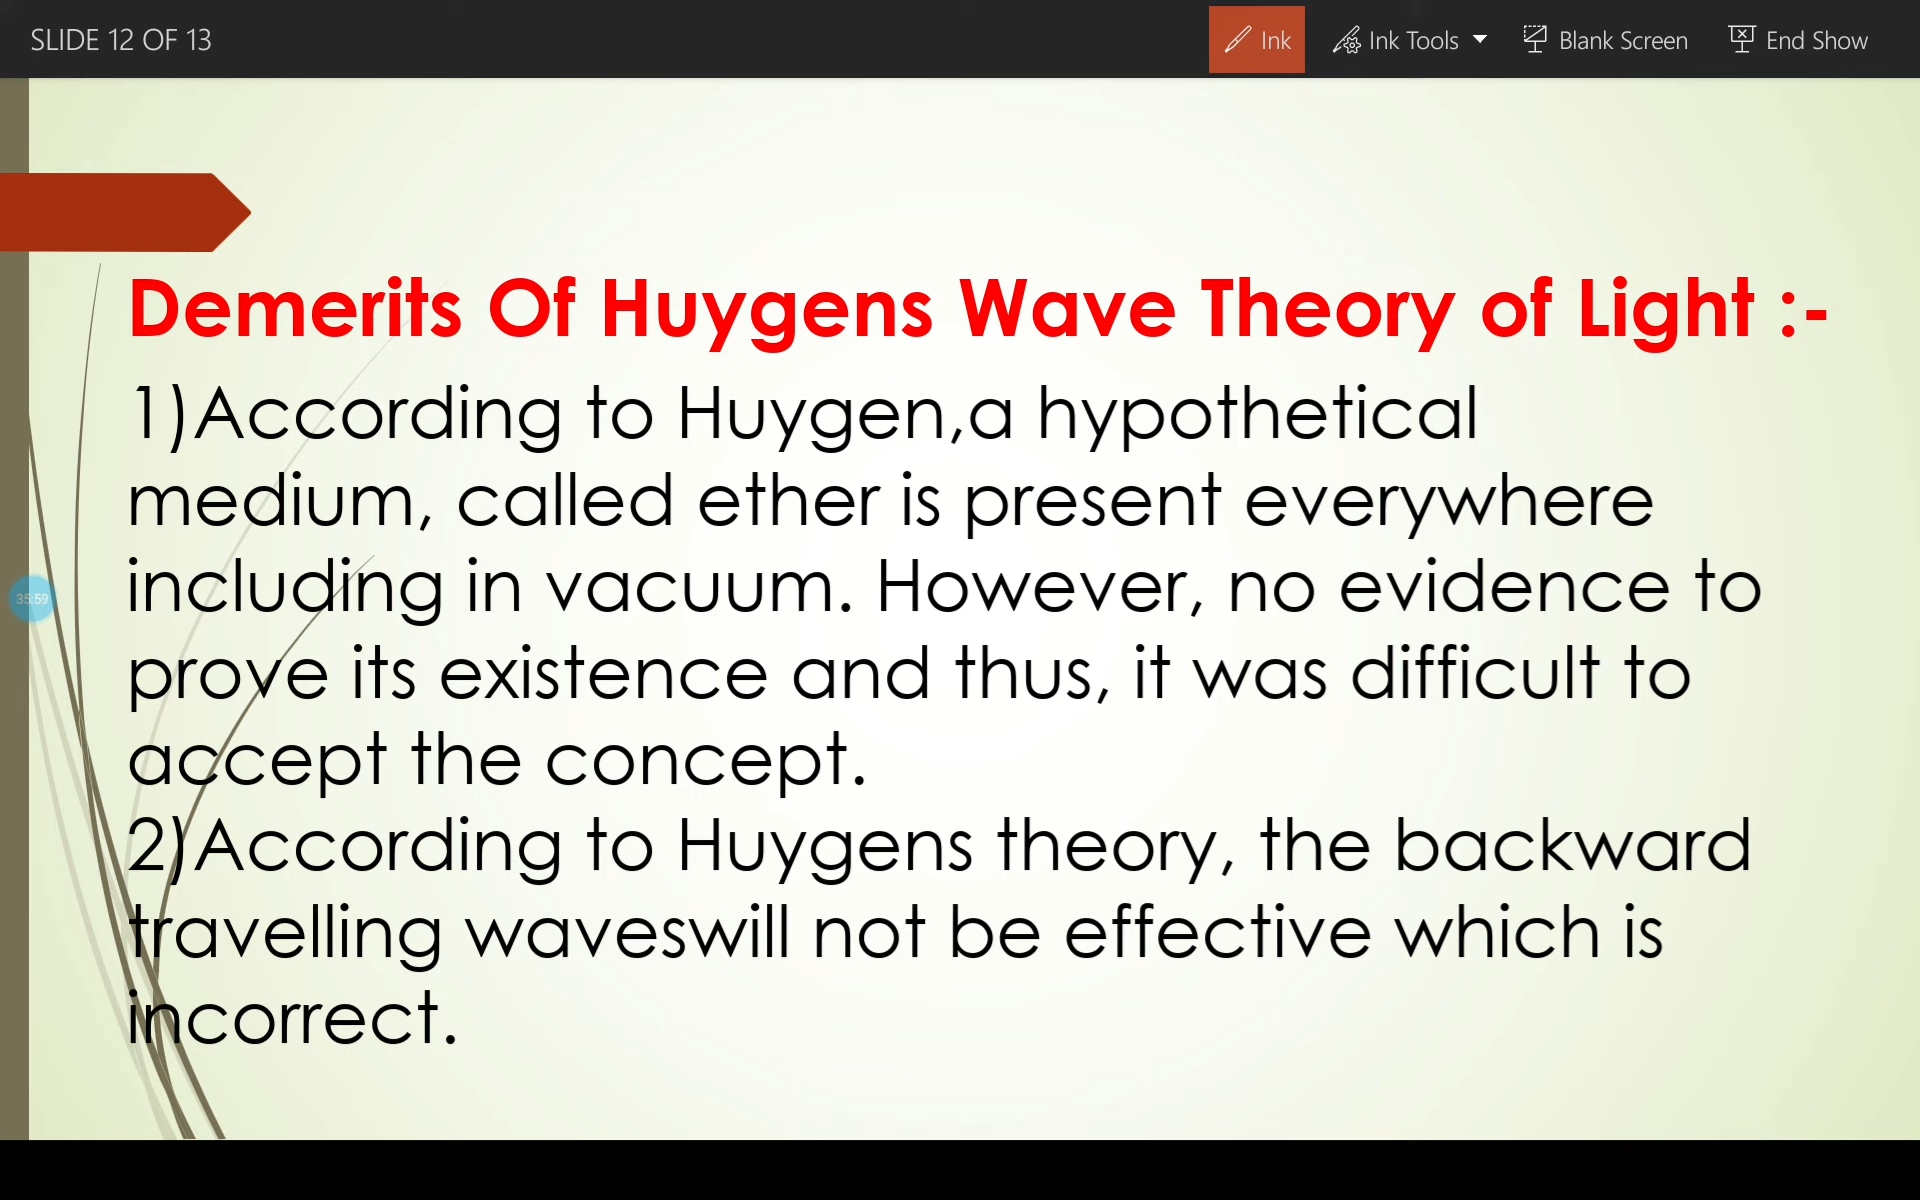 SLIDE 12 OF 13
Ink
Ink Tools
Blank Screen
End Show
Demerits Of Huygens Wave Theory of Light :-
1)According to Huygen,a hypothetical
medium, called ether is present everywhere
including in vacuum. However, no evidence to
prove its existence and thus, it was difficult to
accept the concept.
2)According to Huygens theory, the backward
travelling waveswill not be effective which is
incorrect.
35:59